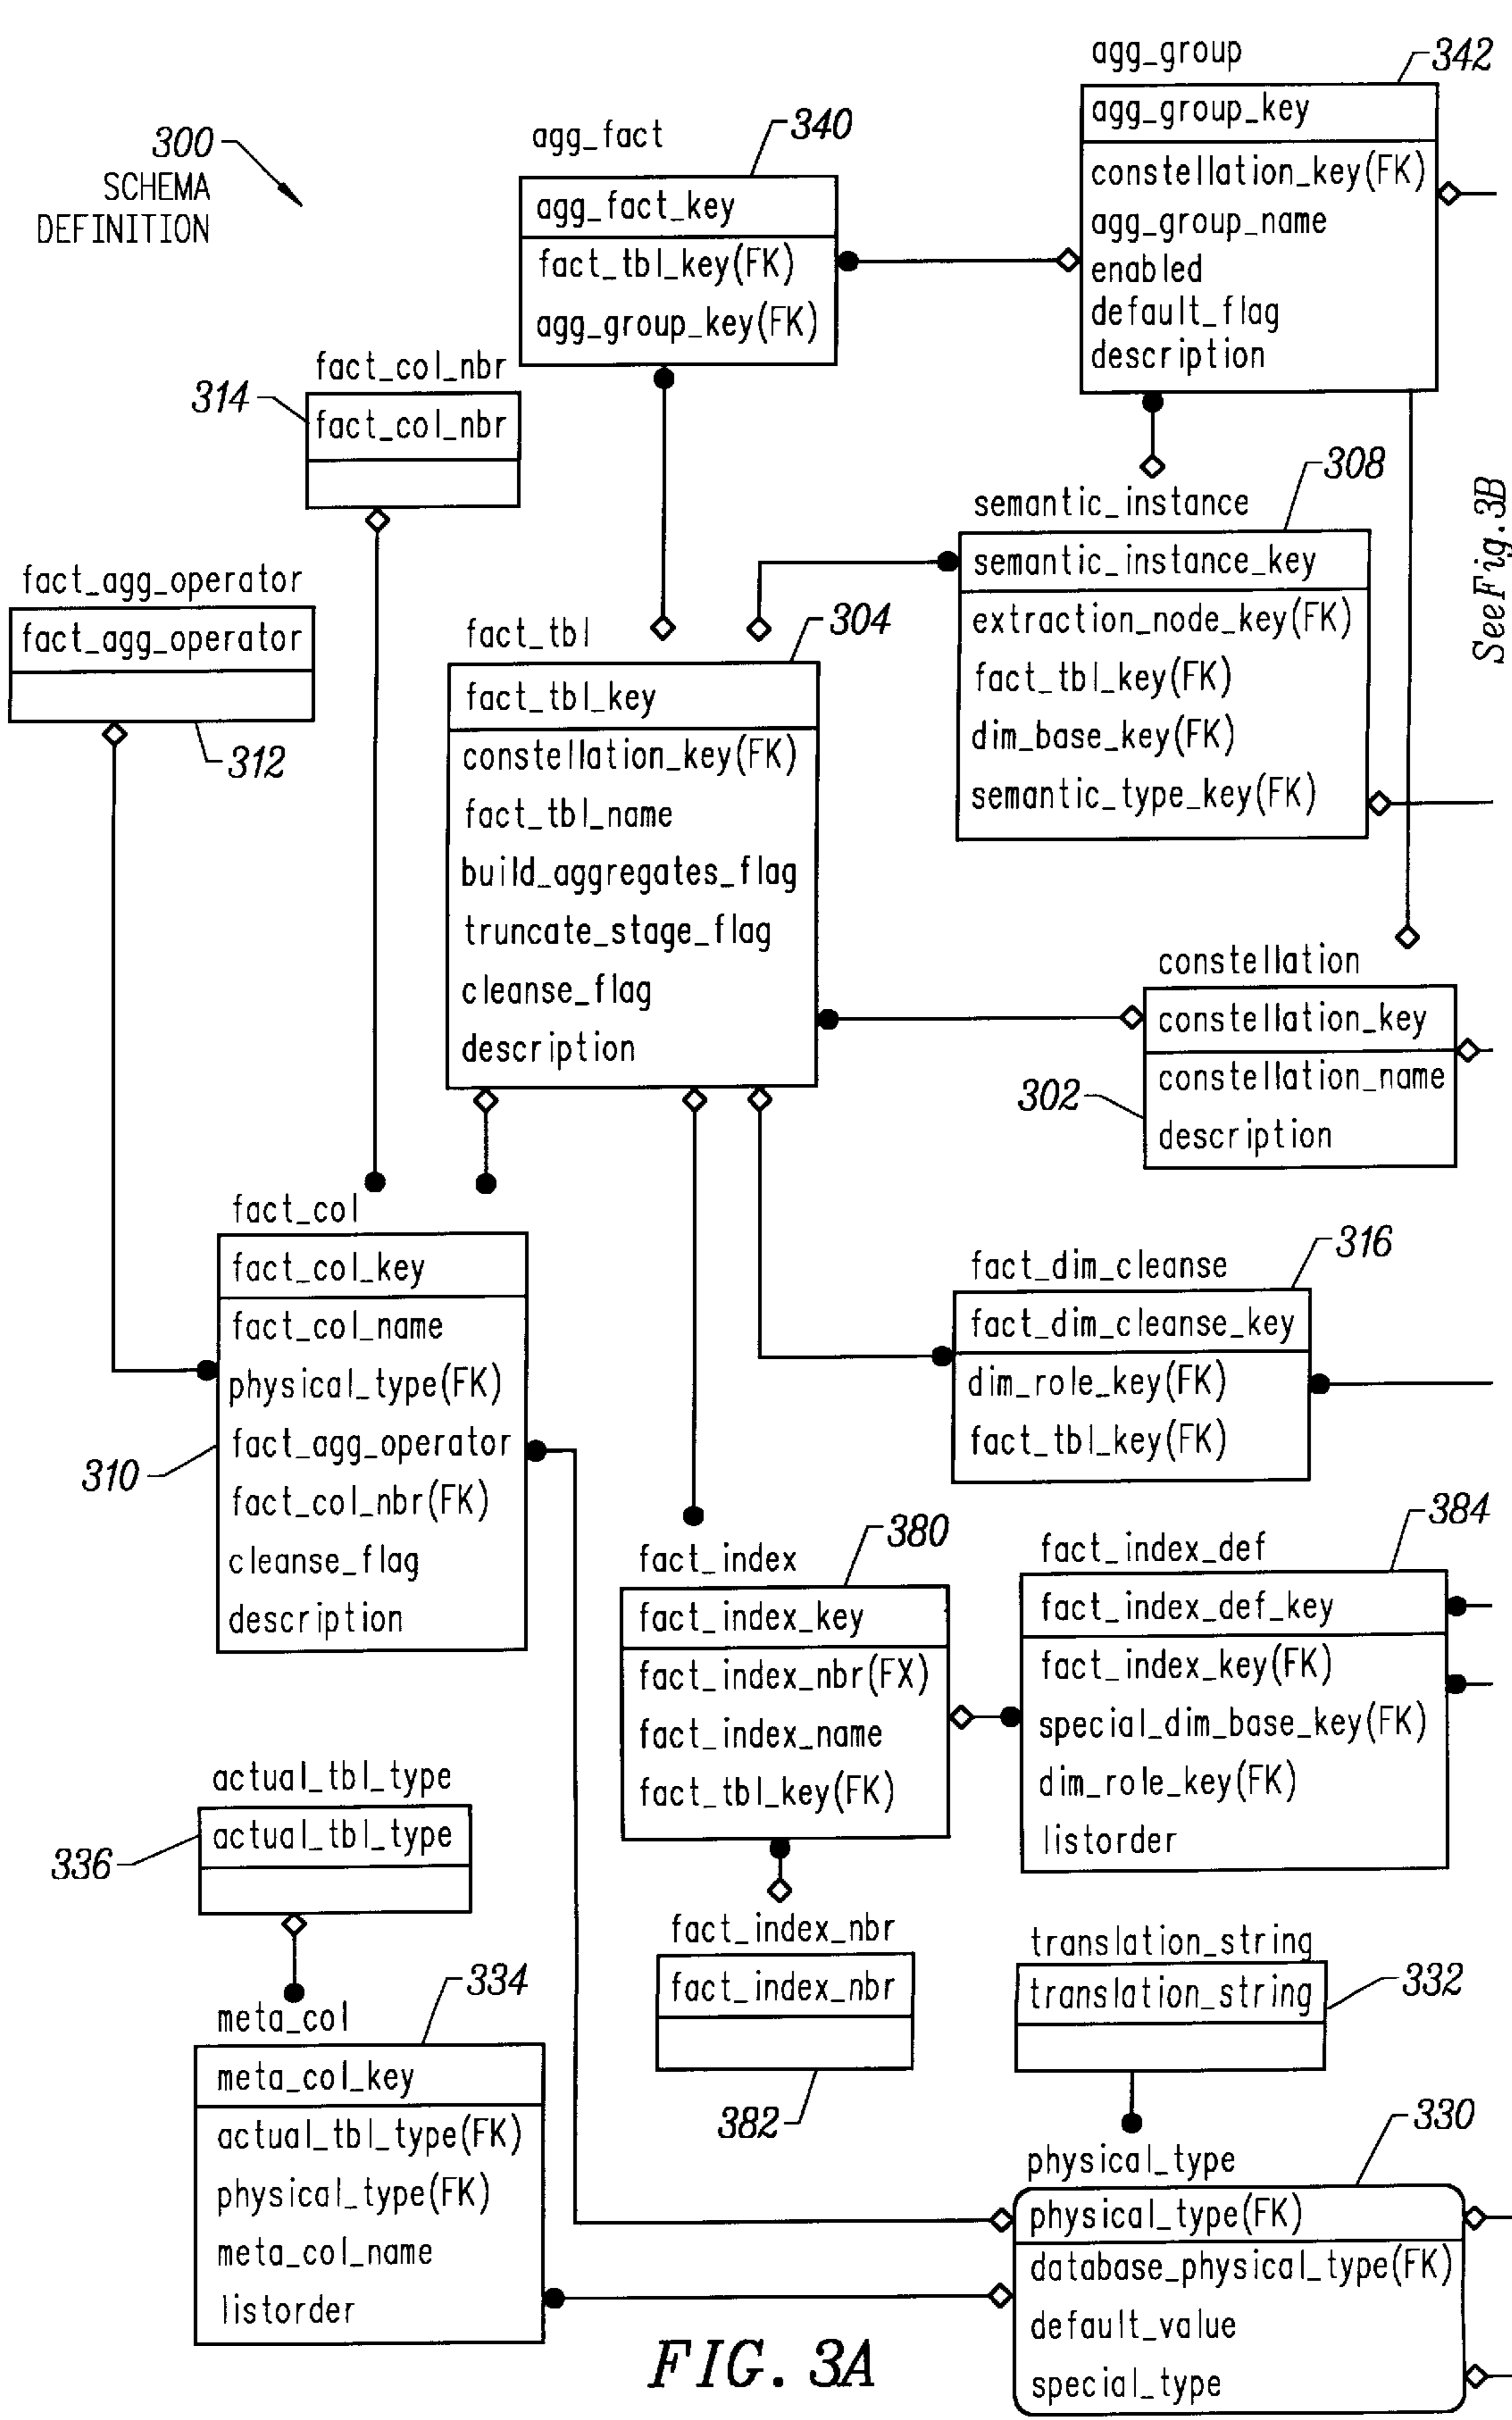 300
SCHEMA
DEFINITION
agg_group
342
agg_group_key
constellation_key(FK)
agg_group_name
enabled
default_flag
description
agg_fact
340
agg_fact_key
fact_tbl_key(FK)
agg_group_key(FK)
fact_col_nbr
314
fact_col_nbr
semantic_instance
308
semantic_instance_key
extraction_node_key(FK)
fact_tbl_key(FK)
dim_base_key(FK)
semantic_type_key(FK)
See Fig. 3B
fact_agg_operator
fact_agg_operator
312
fact_tbl
304
fact_tbl_key
constellation_key(FK)
fact_tbl_name
build_aggregates_flag
truncate_stage_flag
cleanse_flag
description
constellation
constellation_key
302
constellation_name
description
fact_col
fact_col_key
fact_col_name
physical_type(FK)
fact_agg_operator
310
fact_col_nbr(FK)
cleanse_flag
description
fact_dim_cleanse
316
fact_dim_cleanse_key
dim_role_key(FK)
fact_tbl_key(FK)
fact_index
380
fact_index_key
fact_index_nbr(FX)
fact_index_name
fact_tbl_key(FK)
fact_index_def
384
fact_index_def_key
fact_index_key(FK)
special_dim_base_key(FK)
dim_role_key(FK)
listorder
actual_tbl_type
actual_tbl_type
336
fact_index_nbr
fact_index_nbr
382
translation_string
translation_string
332
meta_col
334
meta_col_key
actual_tbl_type(FK)
physical_type(FK)
meta_col_name
listorder
physical_type
330
physical_type(FK)
database_physical_type(FK)
default_value
special_type
FIG. 3A